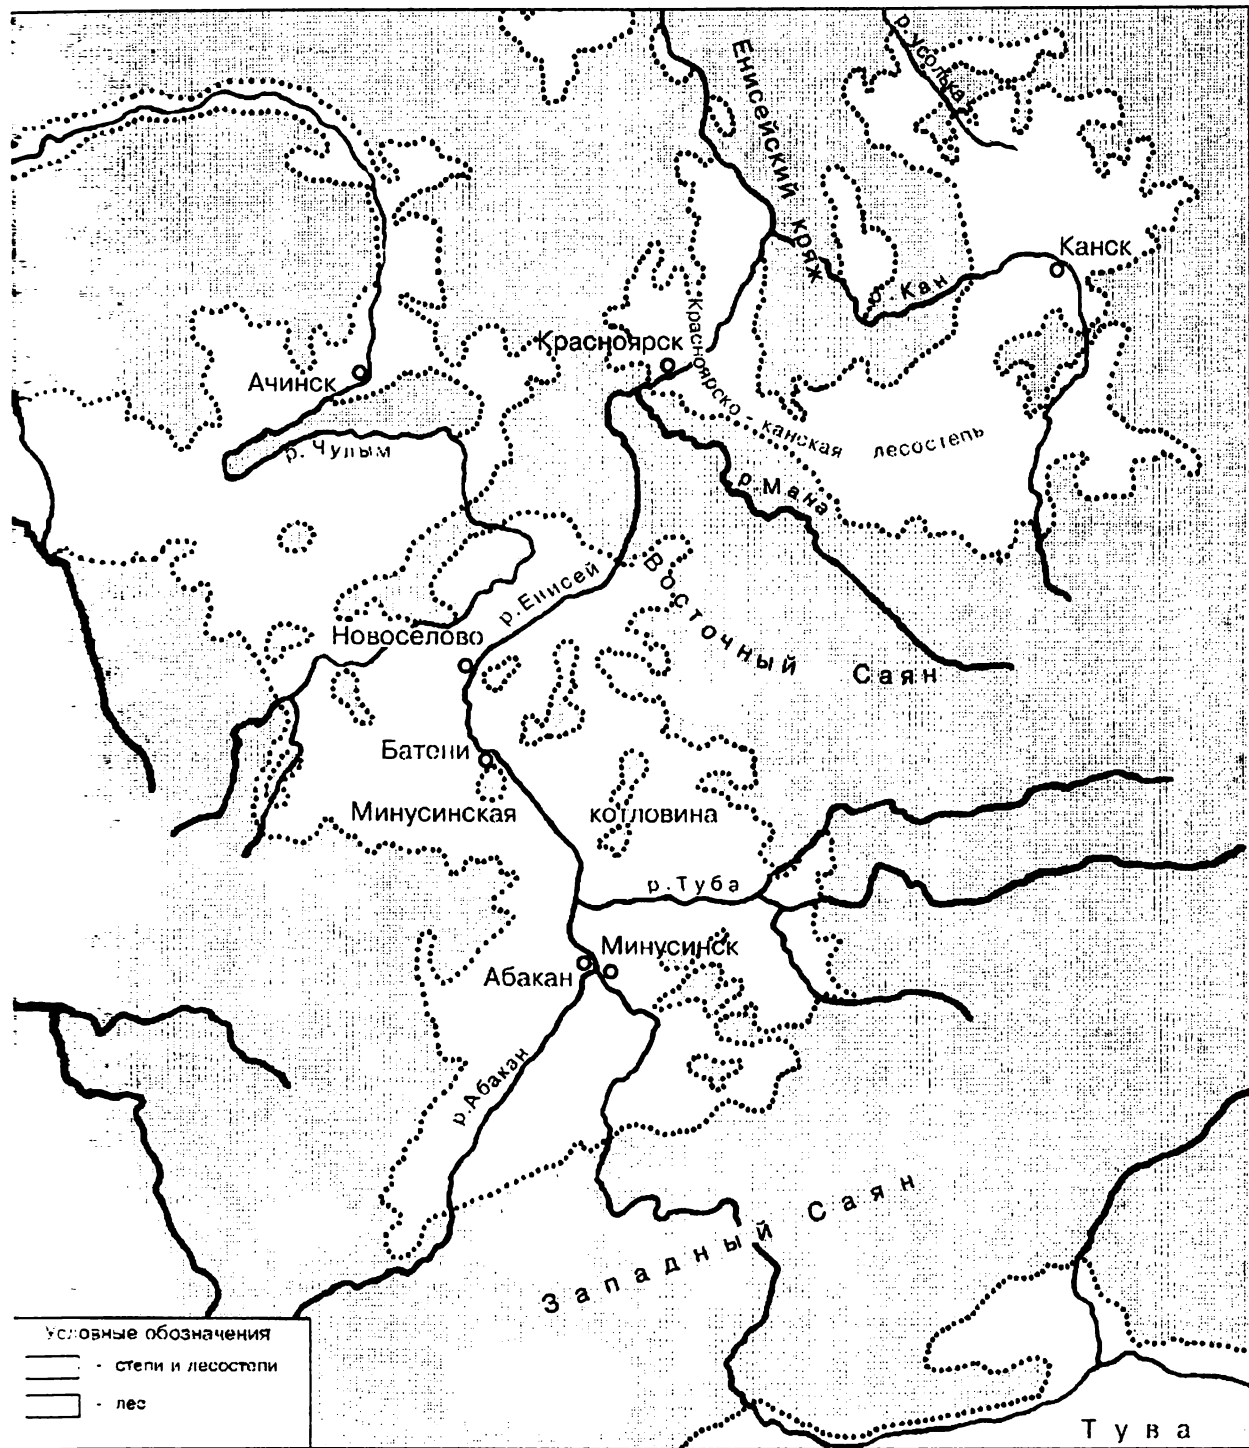 р. Усолка
Енисейский кряж
Канск
р. Кан
Красноярск
Красноярско-канская лесостепь
Ачинск
р. Чулым
р. Мана
Восточный Саян
р. Енисей
Новоселово
Батени
Минусинская котловина
р. Туба
Минусинск
Абакан
р. Абакан
Западный Саян
Тува
Условные обозначения
- степи и лесостепи
- лес